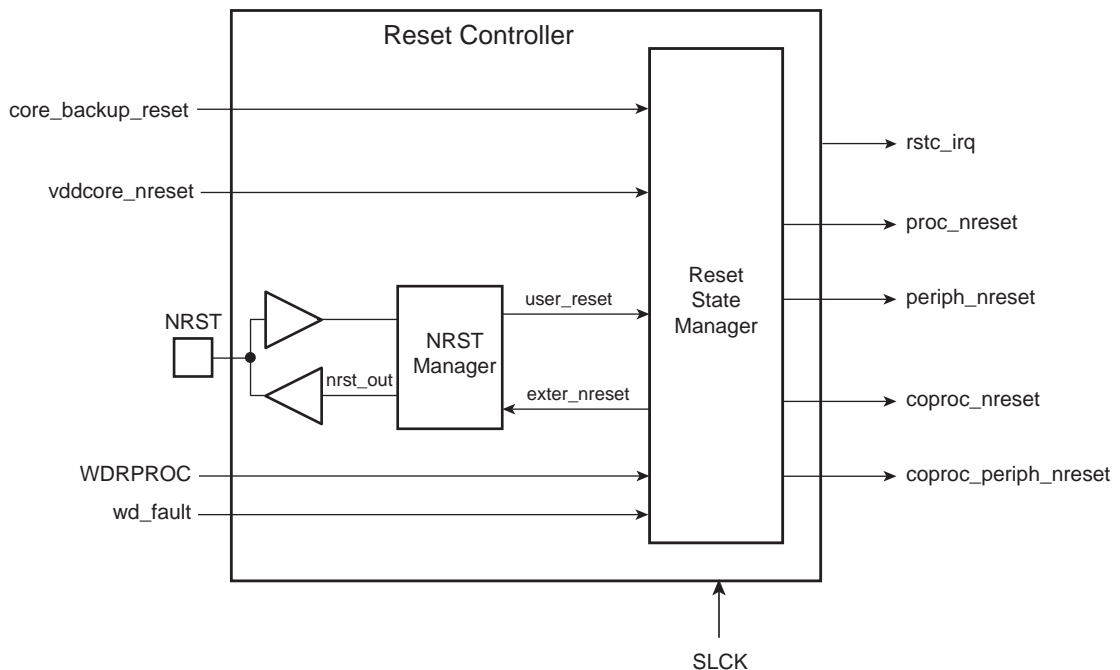 Reset Controller
core_backup_reset
rstc_irq
vddcore_nreset
proc_nreset
Reset
State
Manager
user_reset
periph_nreset
NRST
NRST
Manager
nrst_out
exter_nreset
coproc_nreset
WDRPROC
coproc_periph_nreset
wd_fault
SLCK